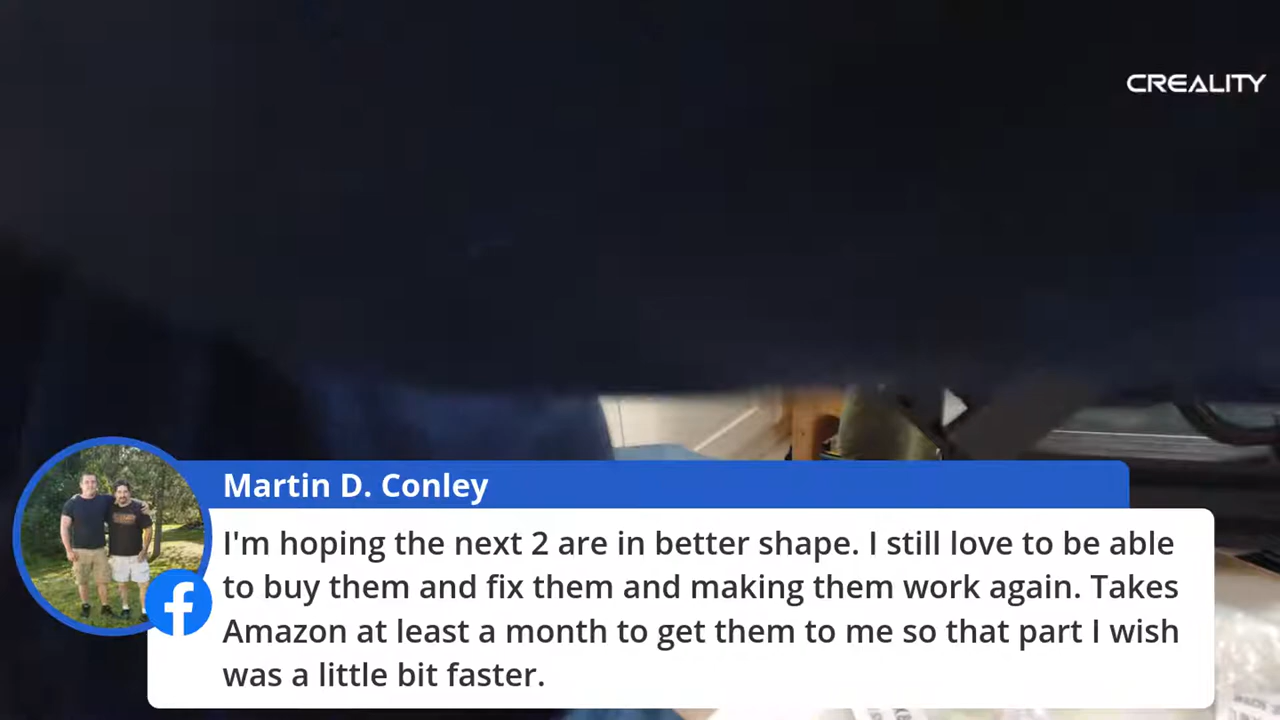 CREALITY
Martin D. Conley
I'm hoping the next 2 are in better shape. I still love to be able
to buy them and fix them and making them work again. Takes
Amazon at least a month to get them to me so that part I wish
was a little bit faster.